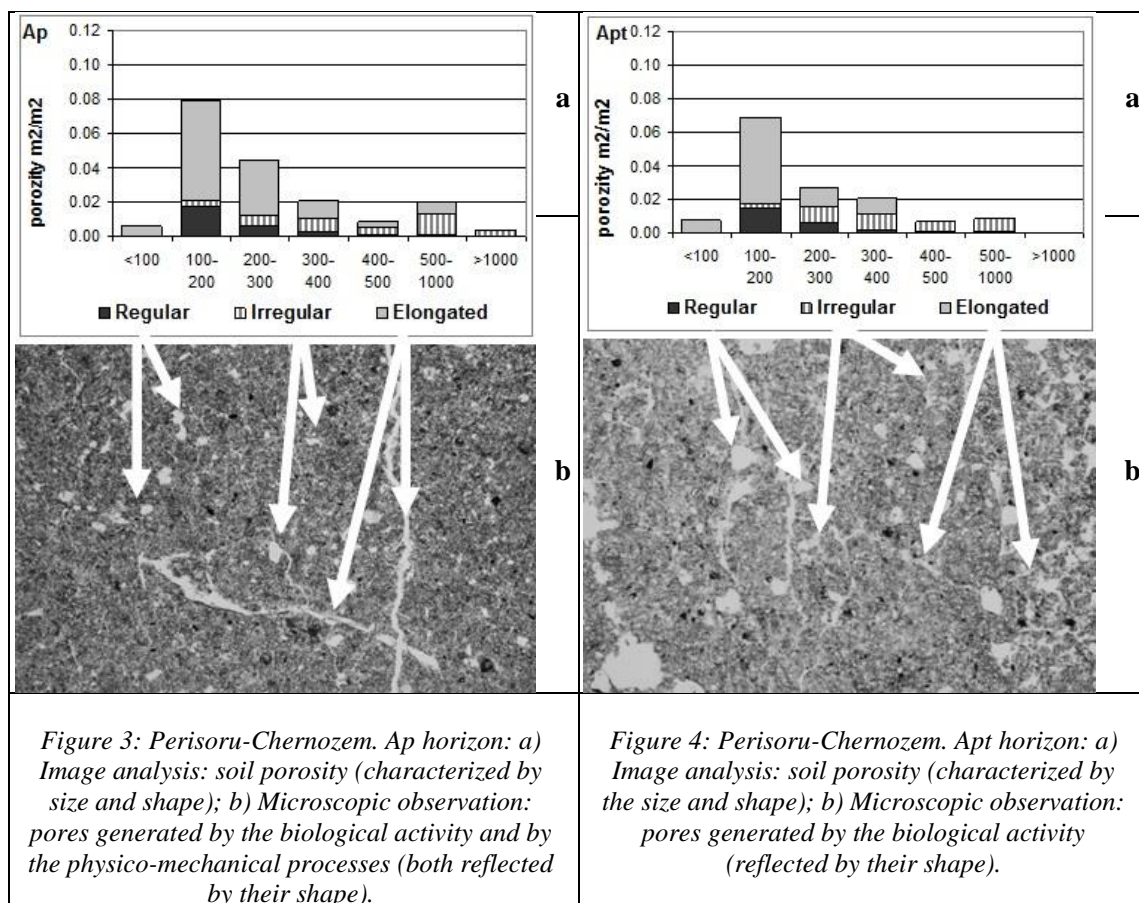 Ap
0.12
0.10
0.08
0.06
0.04
0.02
0.00
porozity m2/m2
<100 100-200 200-300 300-400 400-500 500-1000 >1000
Regular Irregular Elongated
a
b
Figure 3: Perisoru-Chernozem. Ap horizon: a)
Image analysis: soil porosity (characterized by
size and shape); b) Microscopic observation:
pores generated by the biological activity and by
the physico-mechanical processes (both reflected
by their shape).
Apt
0.12
0.10
0.08
0.06
0.04
0.02
0.00
porozity m2/m2
<100 100-200 200-300 300-400 400-500 500-1000 >1000
Regular Irregular Elongated
a
b
Figure 4: Perisoru-Chernozem. Apt horizon: a)
Image analysis: soil porosity (characterized by
the size and shape); b) Microscopic observation:
pores generated by the biological activity
(reflected by their shape).